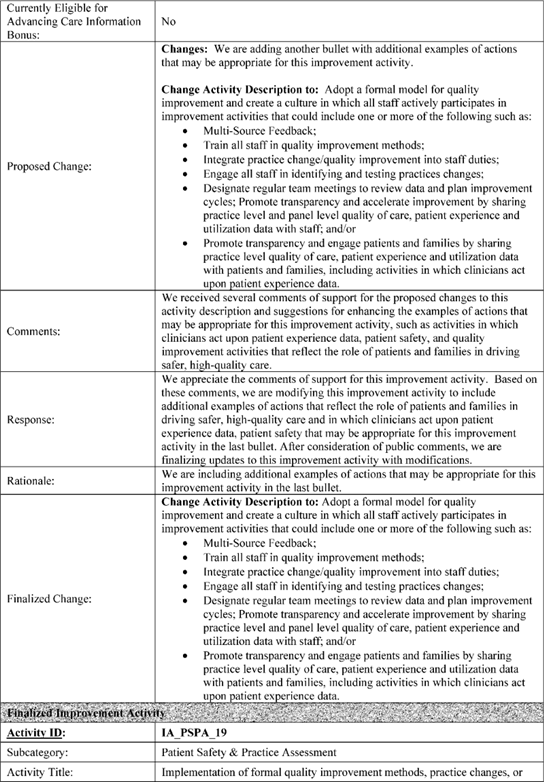 Currently Eligible for
Advancing Care Information
Bonus:
No
Proposed Change:
Changes: We are adding another bullet with additional examples of actions
that may be appropriate for this improvement activity.
Change Activity Description to: Adopt a formal model for quality
improvement and create a culture in which all staff actively participates in
improvement activities that could include one or more of the following such as:
• Multi-Source Feedback;
• Train all staff in quality improvement methods;
• Integrate practice change/quality improvement into staff duties;
• Engage all staff in identifying and testing practices changes;
• Designate regular team meetings to review data and plan improvement
cycles; Promote transparency and accelerate improvement by sharing
practice level and panel level quality of care, patient experience and
utilization data with staff; and/or
• Promote transparency and engage patients and families by sharing
practice level quality of care, patient experience and utilization data
with patients and families, including activities in which clinicians act
upon patient experience data.
Comments:
We received several comments of support for the proposed changes to this
activity description and suggestions for enhancing the examples of actions that
may be appropriate for this improvement activity, such as activities in which
clinicians act upon patient experience data, patient safety, and quality
improvement activities that reflect the role of patients and families in driving
safer, high-quality care.
Response:
We appreciate the comments of support for this improvement activity. Based on
these comments, we are modifying this improvement activity to include
additional examples of actions that reflect the role of patients and families in
driving safer, high-quality care and in which clinicians act upon patient
experience data, patient safety that may be appropriate for this improvement
activity in the last bullet. After consideration of public comments, we are
finalizing updates to this improvement activity with modifications.
Rationale:
We are including additional examples of actions that may be appropriate for this
improvement activity in the last bullet.
Finalized Change:
Change Activity Description to: Adopt a formal model for quality
improvement and create a culture in which all staff actively participates in
improvement activities that could include one or more of the following such as:
• Multi-Source Feedback;
• Train all staff in quality improvement methods;
• Integrate practice change/quality improvement into staff duties;
• Engage all staff in identifying and testing practices changes;
• Designate regular team meetings to review data and plan improvement
cycles; Promote transparency and accelerate improvement by sharing
practice level and panel level quality of care, patient experience and
utilization data with staff; and/or
• Promote transparency and engage patients and families by sharing
practice level quality of care, patient experience and utilization data
with patients and families, including activities in which clinicians act
upon patient experience data.
Finalized Improvement Activity
Activity ID:
IA_PSPA_19
Subcategory:
Patient Safety & Practice Assessment
Activity Title:
Implementation of formal quality improvement methods, practice changes, or